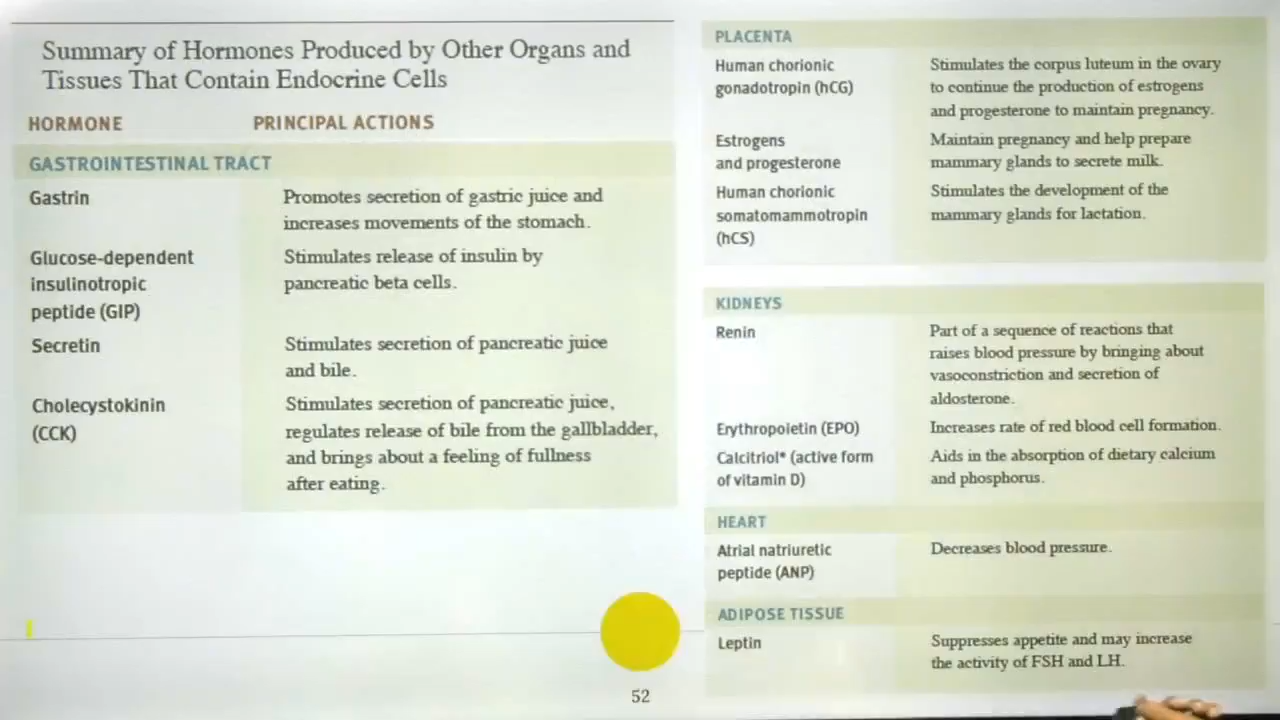 Summary of Hormones Produced by Other Organs and
Tissues That Contain Endocrine Cells
HORMONE PRINCIPAL ACTIONS
GASTROINTESTINAL TRACT
Gastrin Promotes secretion of gastric juice and
increases movements of the stomach.
Glucose-dependent Stimulates release of insulin by
insulinotropic pancreatic beta cells.
peptide (GIP)
Secretin Stimulates secretion of pancreatic juice
and bile.
Cholecystokinin Stimulates secretion of pancreatic juice,
(CCK) regulates release of bile from the gallbladder,
and brings about a feeling of fullness
after eating.
PLACENTA
Human chorionic Stimulates the corpus luteum in the ovary
gonadotropin (hCG) to continue the production of estrogens
and progesterone to maintain pregnancy.
Estrogens Maintain pregnancy and help prepare
and progesterone mammary glands to secrete milk.
Human chorionic Stimulates the development of the
somatomammotropin mammary glands for lactation.
(hCS)
KIDNEYS
Renin Part of a sequence of reactions that
raises blood pressure by bringing about
vasoconstriction and secretion of
aldosterone.
Erythropoietin (EPO) Increases rate of red blood cell formation.
Calcitriol* (active form Aids in the absorption of dietary calcium
of vitamin D) and phosphorus.
HEART
Atrial natriuretic Decreases blood pressure.
peptide (ANP)
ADIPOSE TISSUE
Leptin Suppresses appetite and may increase
the activity of FSH and LH.
52